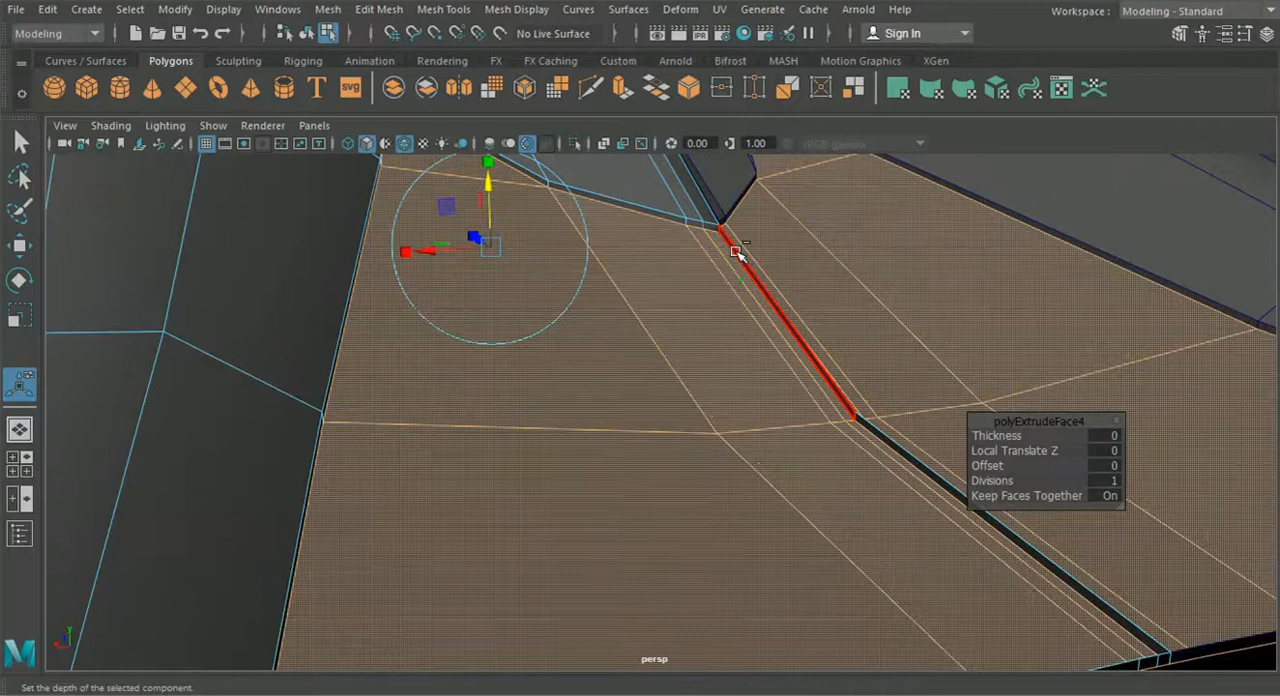 File Edit Create Select Modify Display Windows Mesh Edit Mesh Mesh Tools Mesh Display Curves Surfaces Deform UV Generate Cache Arnold Help Workspace : Modeling - Standard
Modeling No Live Surface Sign In
Curves / Surfaces Polygons Sculpting Rigging Animation Rendering FX FX Caching Custom Arnold Bifrost MASH Motion Graphics XGen
T SVG
View Shading Lighting Show Renderer Panels
0.00 1.00 sRGB gamma
polyExtrudeFace4
Thickness 0
Local Translate Z 0
Offset 0
Divisions 1
Keep Faces Together On
persp
Set the depth of the selected component.